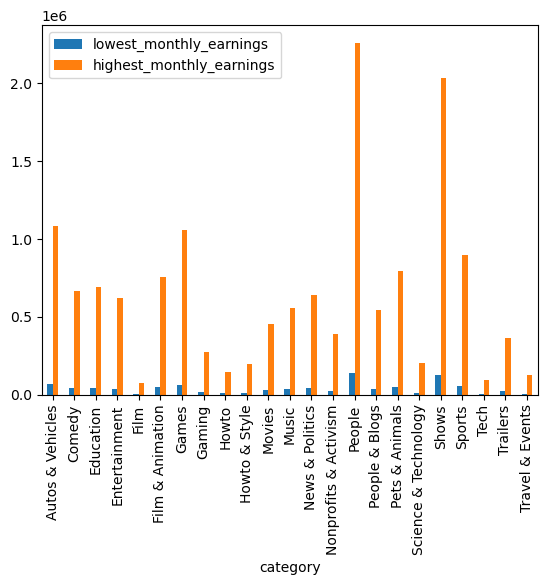 1e6
lowest_monthly_earnings
highest_monthly_earnings
2.0
1.5
1.0
0.5
0.0
Autos & Vehicles
Comedy
Education
Entertainment
Film
Film & Animation
Games
Gaming
Howto
Howto & Style
Movies
Music
News & Politics
Nonprofits & Activism
People
People & Blogs
Pets & Animals
Science & Technology
Shows
Sports
Tech
Trailers
Travel & Events
category